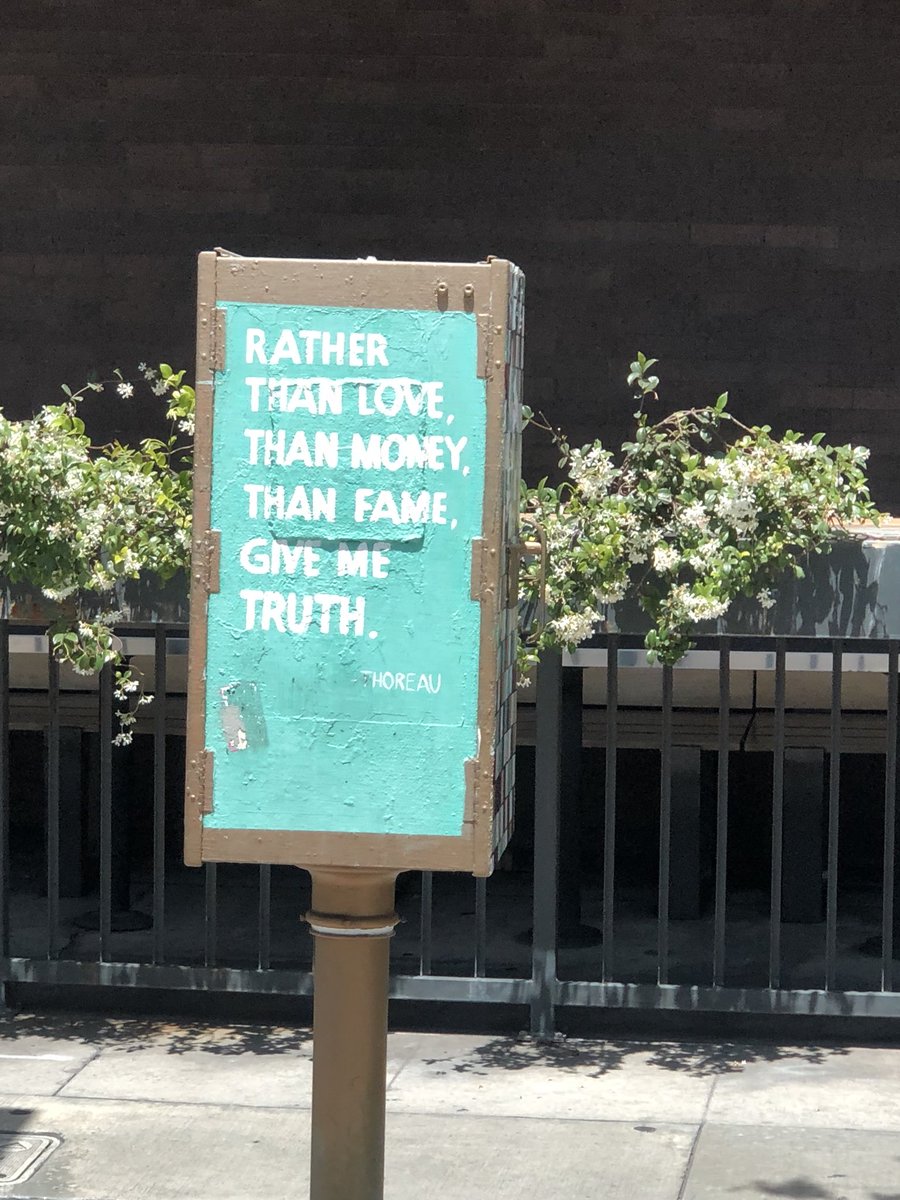 RATHER
THAN LOVE,
THAN MONEY,
THAN FAME,
GIVE ME
TRUTH.
THOREAU